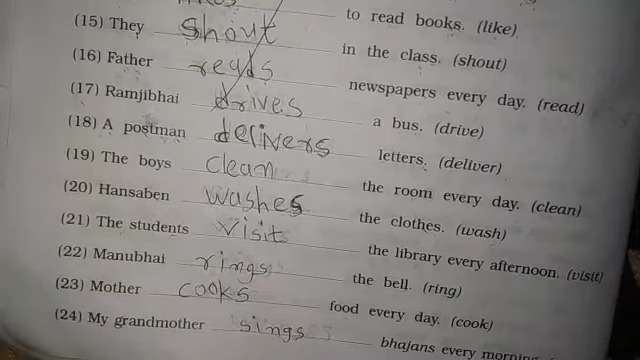 to read books. (like)
(15) They shout in the class. (shout)
(16) Father reads newspapers every day. (read)
(17) Ramjibhai drives a bus. (drive)
(18) A postman delivers letters. (deliver)
(19) The boys clean the room every day. (clean)
(20) Hansaben washes the clothes. (wash)
(21) The students visit the library every afternoon. (visit)
(22) Manubhai rings the bell. (ring)
(23) Mother cooks food every day. (cook)
(24) My grandmother sings bhajans every morning.